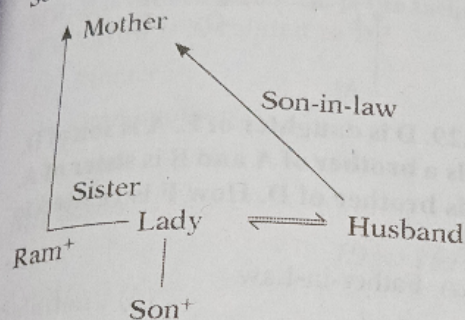 Mother
Son-in-law
Sister
Lady
Husband
Ram⁺
Son⁺